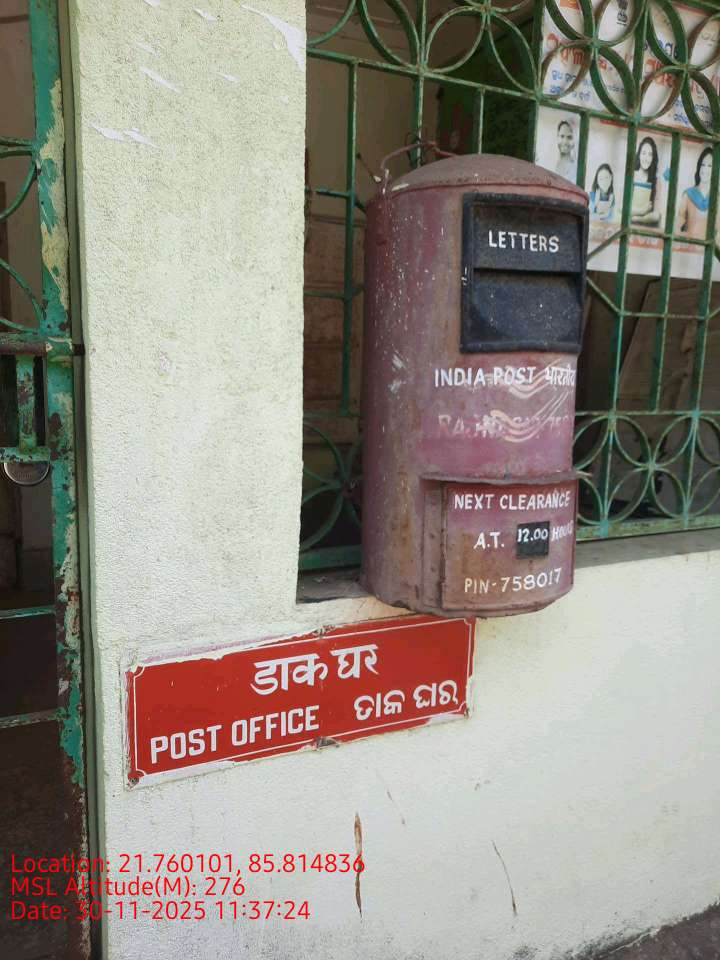 LETTERS
INDIA POST भारतीय
NEXT CLEARANCE
A.T. 12.00 HOURS
PIN-758017
डाक घर
POST OFFICE ଡାକ ଘର
Location: 21.760101, 85.814836
MSL Altitude(M): 276
Date: 30-11-2025 11:37:24